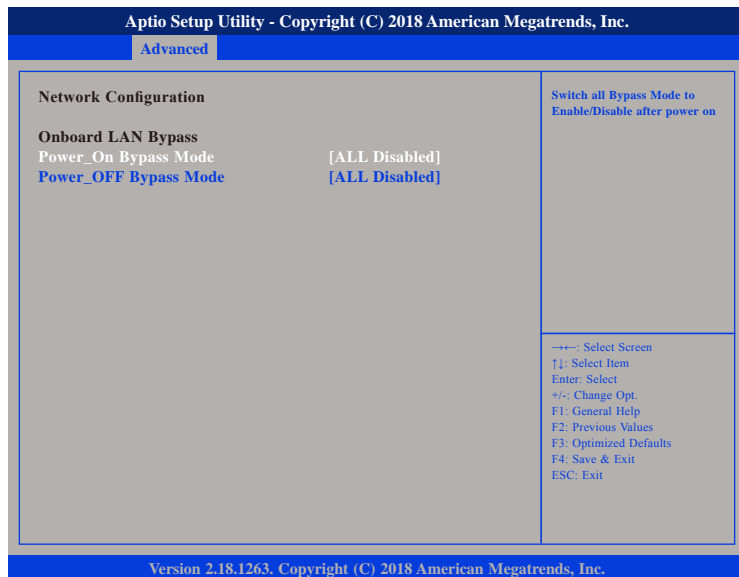 Aptio Setup Utility - Copyright (C) 2018 American Megatrends, Inc.
Advanced
Network Configuration
Onboard LAN Bypass
Power_On Bypass Mode [ALL Disabled]
Power_OFF Bypass Mode [ALL Disabled]
Switch all Bypass Mode to
Enable/Disable after power on
→←: Select Screen
↑↓: Select Item
Enter: Select
+/-: Change Opt.
F1: General Help
F2: Previous Values
F3: Optimized Defaults
F4: Save & Exit
ESC: Exit
Version 2.18.1263. Copyright (C) 2018 American Megatrends, Inc.